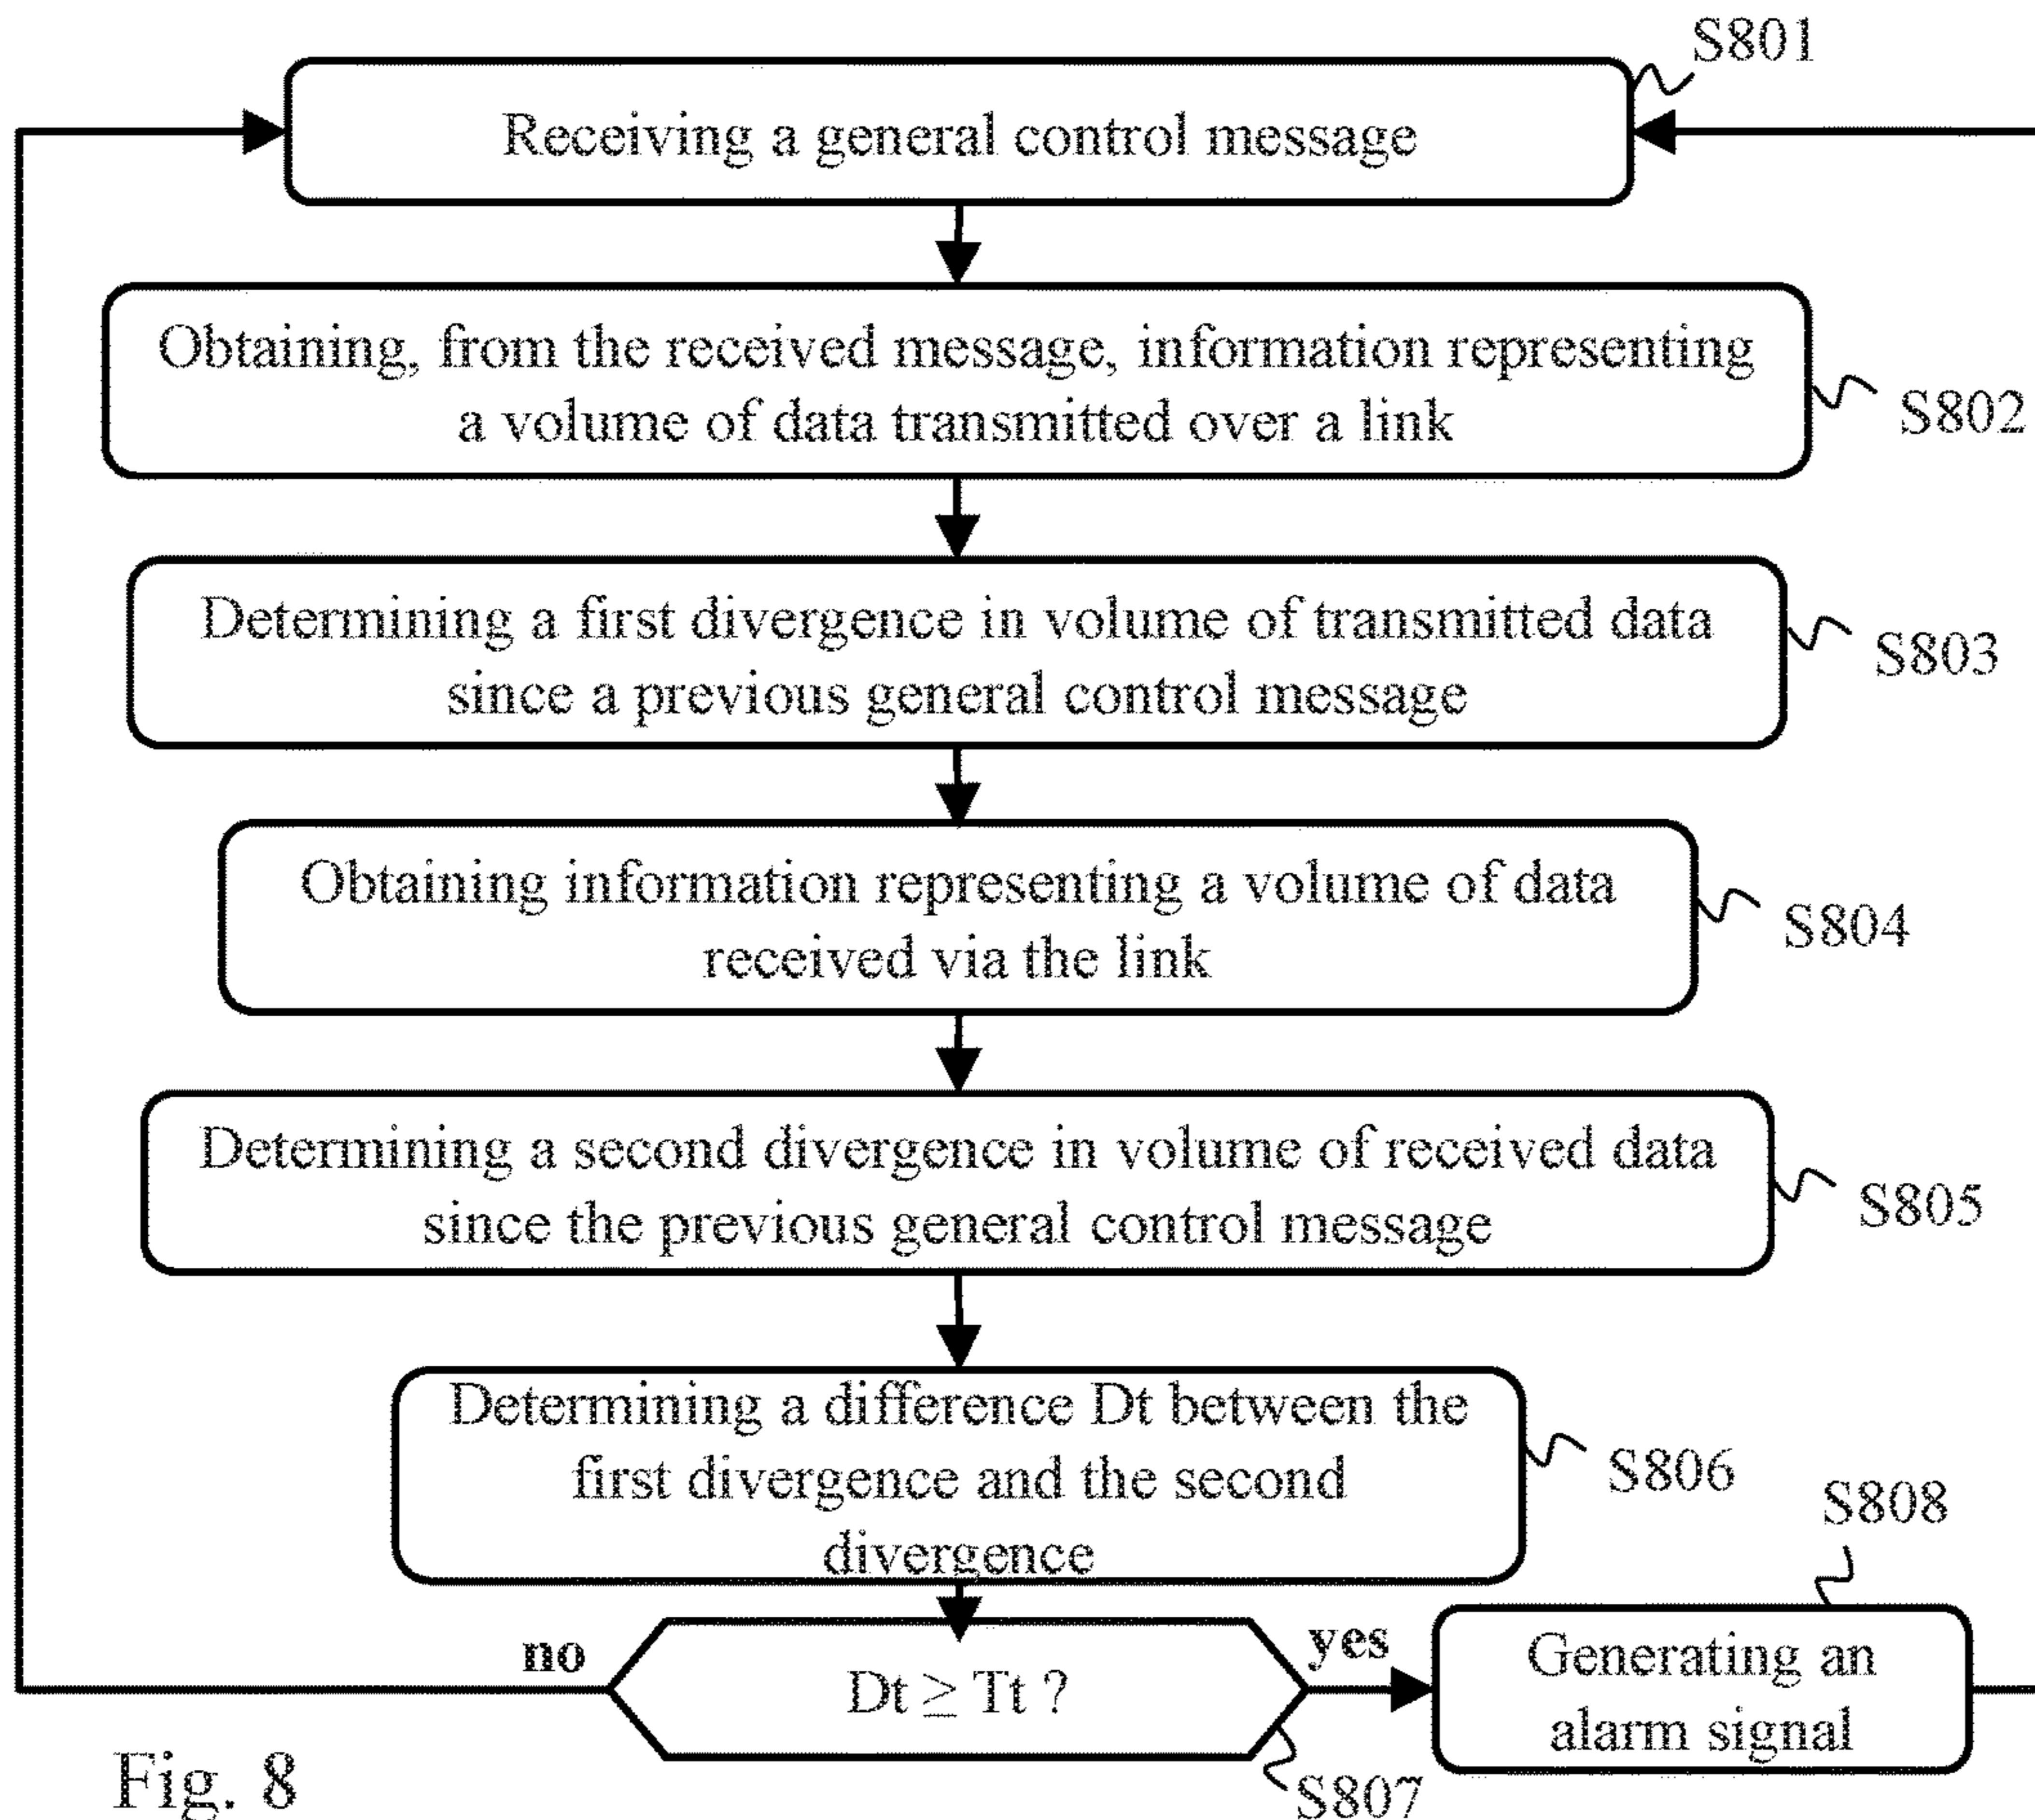 S801
Receiving a general control message
Obtaining, from the received message, information representing
a volume of data transmitted over a link
S802
Determining a first divergence in volume of transmitted data
since a previous general control message
S803
Obtaining information representing a volume of data
received via the link
S804
Determining a second divergence in volume of received data
since the previous general control message
S805
Determining a difference Dt between the
first divergence and the second
divergence
S806
S808
no
Dt ≥ Tt ?
yes
Generating an
alarm signal
S807
Fig. 8